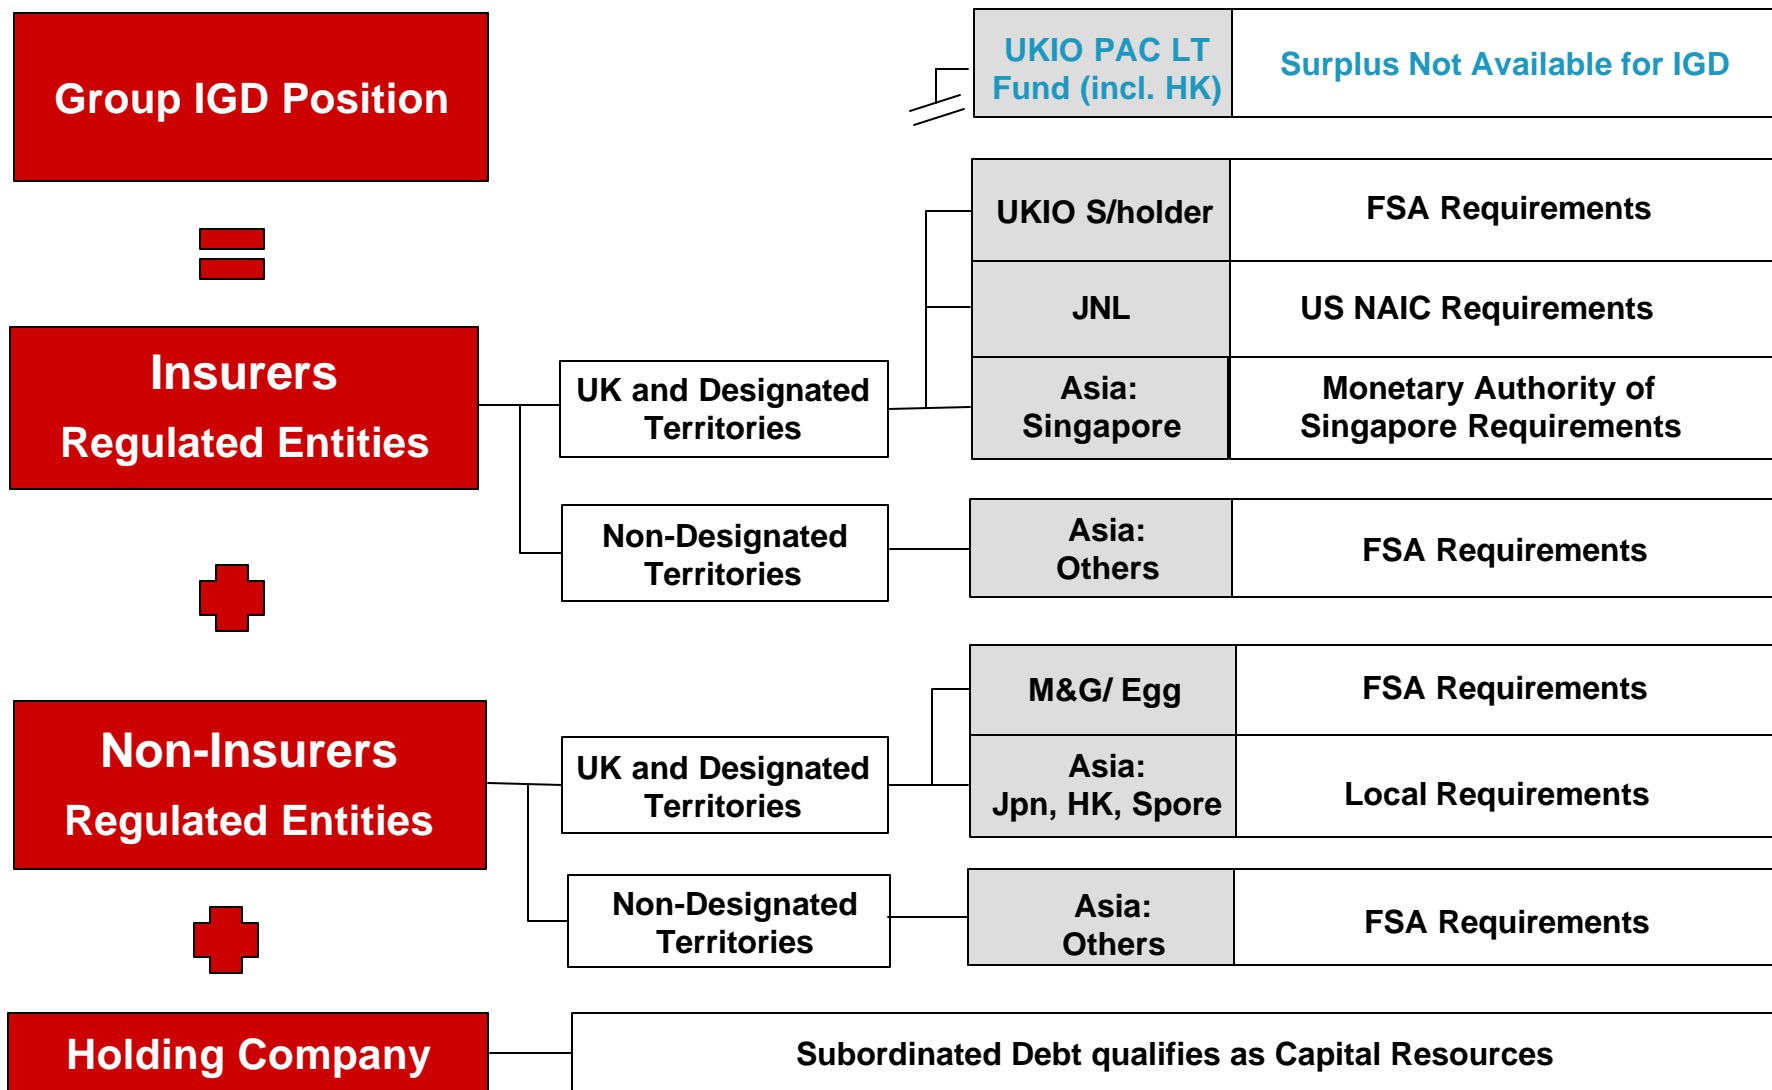 Group IGD Position
UKIO PAC LT
Fund (incl. HK)
Surplus Not Available for IGD
UKIO S/holder
FSA Requirements
JNL
US NAIC Requirements
Insurers
Regulated Entities
UK and Designated
Territories
Asia:
Singapore
Monetary Authority of
Singapore Requirements
Non-Designated
Territories
Asia:
Others
FSA Requirements
Non-Insurers
Regulated Entities
UK and Designated
Territories
M&G/ Egg
FSA Requirements
Asia:
Jpn, HK, Spore
Local Requirements
Non-Designated
Territories
Asia:
Others
FSA Requirements
Holding Company
Subordinated Debt qualifies as Capital Resources